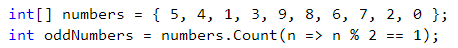 int[] numbers = { 5, 4, 1, 3, 9, 8, 6, 7, 2, 0 };
int oddNumbers = numbers.Count(n => n % 2 == 1);